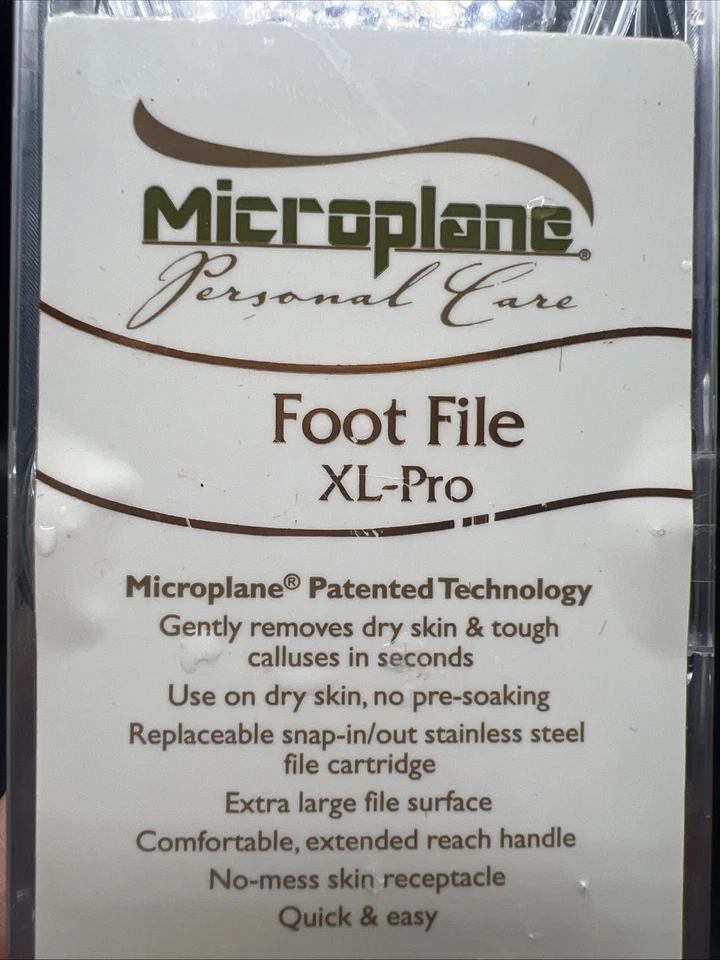 Microplane®
Personal Care
Foot File
XL-Pro
Microplane® Patented Technology
Gently removes dry skin & tough
calluses in seconds
Use on dry skin, no pre-soaking
Replaceable snap-in/out stainless steel
file cartridge
Extra large file surface
Comfortable, extended reach handle
No-mess skin receptacle
Quick & easy